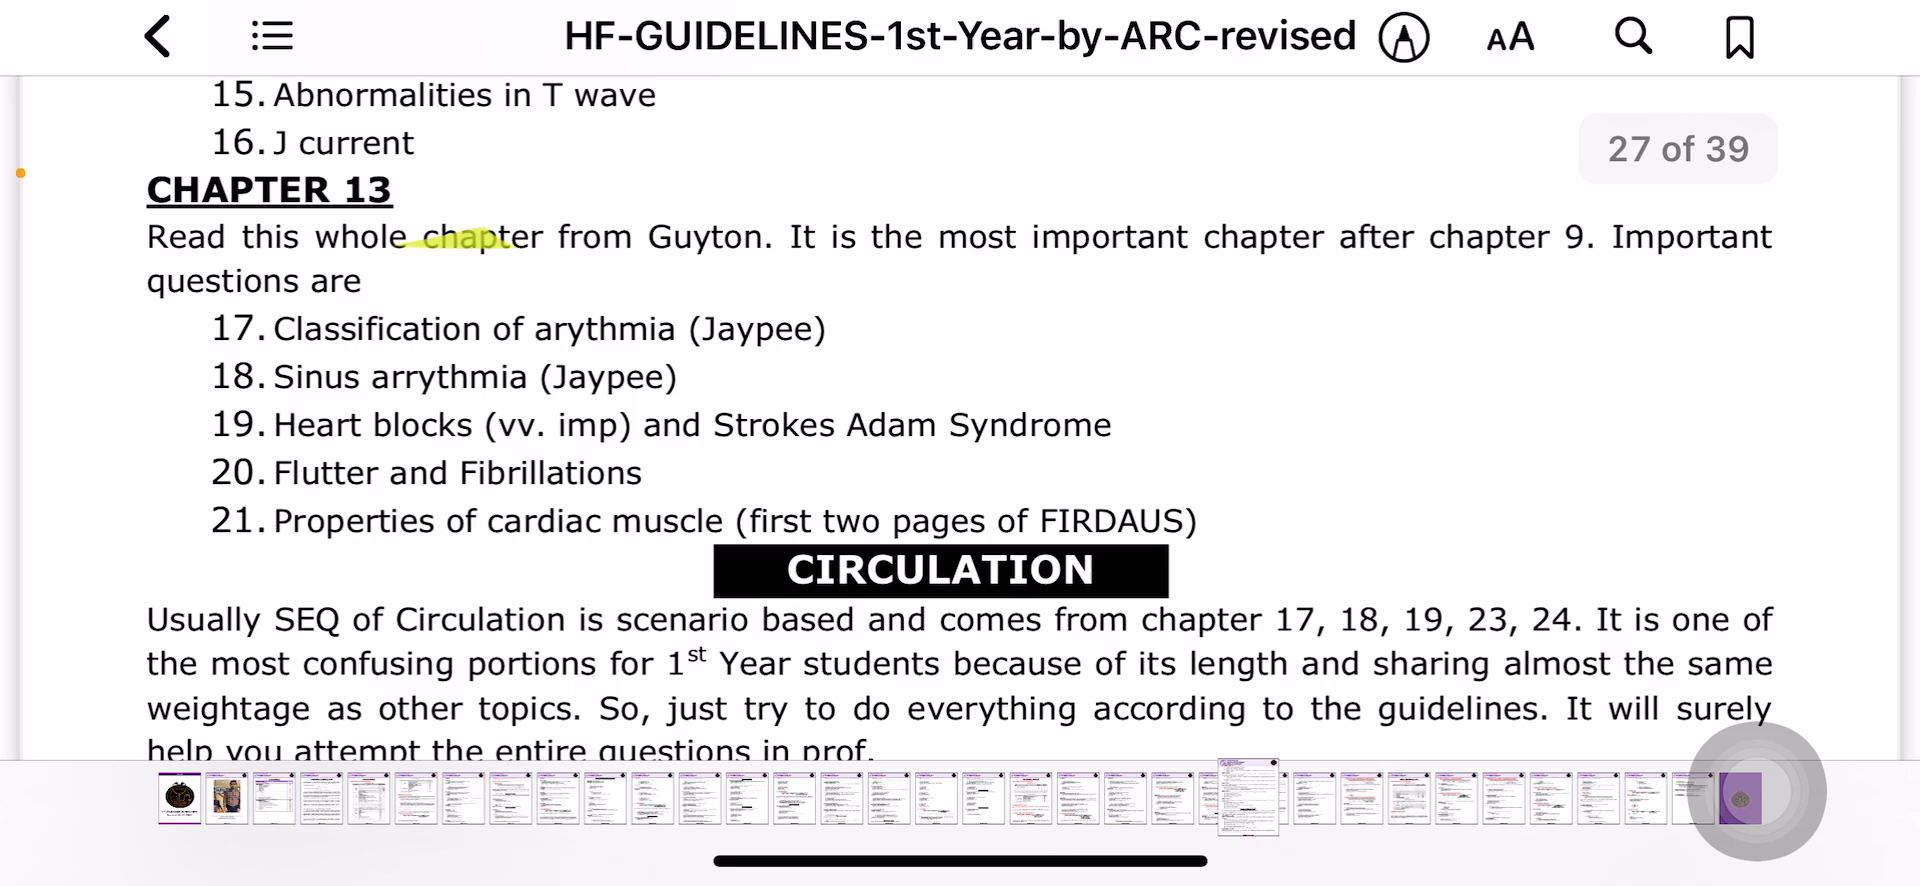 HF-GUIDELINES-1st-Year-by-ARC-revised
AA
15. Abnormalities in T wave
16. J current
27 of 39
CHAPTER 13
Read this whole chapter from Guyton. It is the most important chapter after chapter 9. Important
questions are
17. Classification of arythmia (Jaypee)
18. Sinus arrythmia (Jaypee)
19. Heart blocks (vv. imp) and Strokes Adam Syndrome
20. Flutter and Fibrillations
21. Properties of cardiac muscle (first two pages of FIRDAUS)
CIRCULATION
Usually SEQ of Circulation is scenario based and comes from chapter 17, 18, 19, 23, 24. It is one of
the most confusing portions for 1st Year students because of its length and sharing almost the same
weightage as other topics. So, just try to do everything according to the guidelines. It will surely
help you attempt the entire questions in prof.